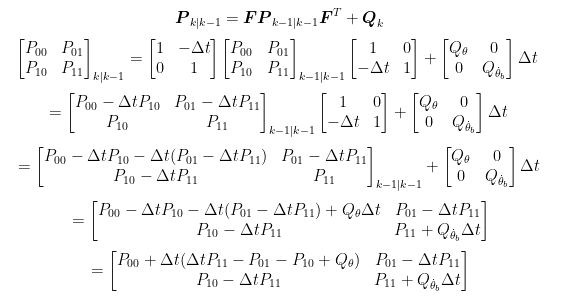 $\boldsymbol{P}_{k|k-1} = \boldsymbol{F}\boldsymbol{P}_{k-1|k-1}\boldsymbol{F}^T + \boldsymbol{Q}_k$
$\begin{bmatrix} P_{00} & P_{01} \\ P_{10} & P_{11} \end{bmatrix}_{k|k-1} = \begin{bmatrix} 1 & -\Delta t \\ 0 & 1 \end{bmatrix} \begin{bmatrix} P_{00} & P_{01} \\ P_{10} & P_{11} \end{bmatrix}_{k-1|k-1} \begin{bmatrix} 1 & 0 \\ -\Delta t & 1 \end{bmatrix} + \begin{bmatrix} Q_\theta & 0 \\ 0 & Q_{\dot{\theta}_b} \end{bmatrix} \Delta t$
$= \begin{bmatrix} P_{00} - \Delta t P_{10} & P_{01} - \Delta t P_{11} \\ P_{10} & P_{11} \end{bmatrix}_{k-1|k-1} \begin{bmatrix} 1 & 0 \\ -\Delta t & 1 \end{bmatrix} + \begin{bmatrix} Q_\theta & 0 \\ 0 & Q_{\dot{\theta}_b} \end{bmatrix} \Delta t$
$= \begin{bmatrix} P_{00} - \Delta t P_{10} - \Delta t(P_{01} - \Delta t P_{11}) & P_{01} - \Delta t P_{11} \\ P_{10} - \Delta t P_{11} & P_{11} \end{bmatrix}_{k-1|k-1} + \begin{bmatrix} Q_\theta & 0 \\ 0 & Q_{\dot{\theta}_b} \end{bmatrix} \Delta t$
$= \begin{bmatrix} P_{00} - \Delta t P_{10} - \Delta t(P_{01} - \Delta t P_{11}) + Q_\theta \Delta t & P_{01} - \Delta t P_{11} \\ P_{10} - \Delta t P_{11} & P_{11} + Q_{\dot{\theta}_b} \Delta t \end{bmatrix}$
$= \begin{bmatrix} P_{00} + \Delta t(\Delta t P_{11} - P_{01} - P_{10} + Q_\theta) & P_{01} - \Delta t P_{11} \\ P_{10} - \Delta t P_{11} & P_{11} + Q_{\dot{\theta}_b} \Delta t \end{bmatrix}$